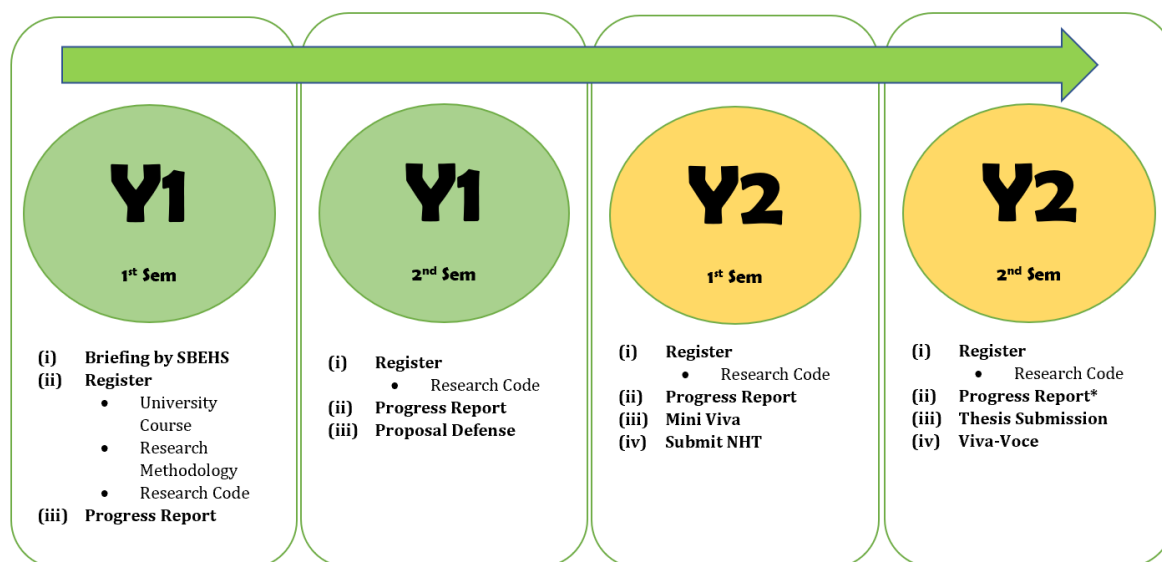 Y1
1st Sem
(i) Briefing by SBEHS
(ii) Register
• University
Course
• Research
Methodology
• Research Code
(iii) Progress Report
Y1
2nd Sem
(i) Register
• Research Code
(ii) Progress Report
(iii) Proposal Defense
Y2
1st Sem
(i) Register
• Research Code
(ii) Progress Report
(iii) Mini Viva
(iv) Submit NHT
Y2
2nd Sem
(i) Register
• Research Code
(ii) Progress Report*
(iii) Thesis Submission
(iv) Viva-Voce